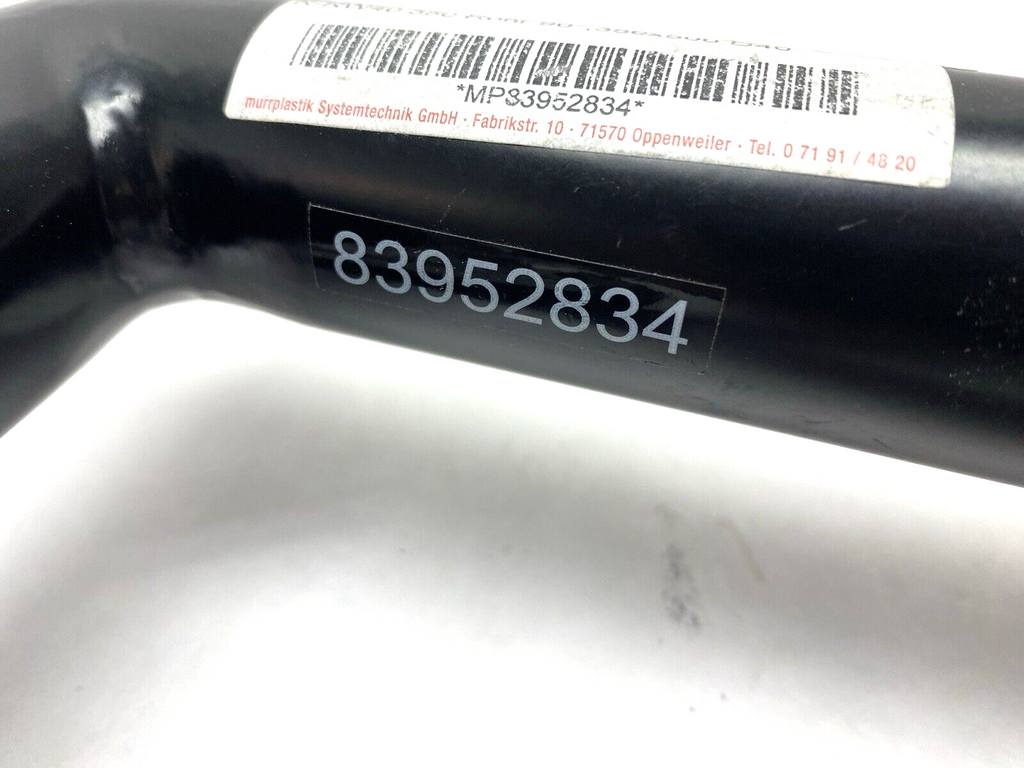 *MP83952834*
murrplastik Systemtechnik GmbH · Fabrikstr. 10 · 71570 Oppenweiler · Tel. 0 71 91 / 48 20
83952834